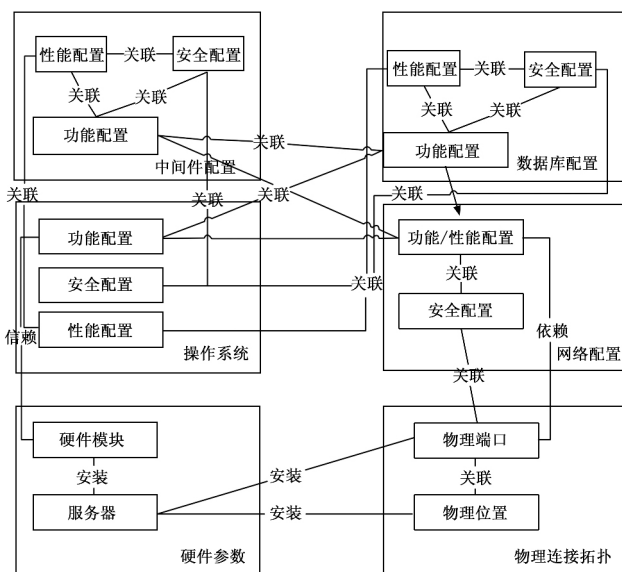 性能配置
关联
安全配置
关联
关联
功能配置
中间件配置
性能配置
关联
安全配置
关联
关联
功能配置
数据库配置
关联
关联
关联
关联
关联
功能配置
安全配置
性能配置
操作系统
信赖
关联
功能/性能配置
关联
安全配置
依赖
网络配置
关联
硬件模块
安装
服务器
硬件参数
安装
安装
物理端口
关联
物理位置
物理连接拓扑